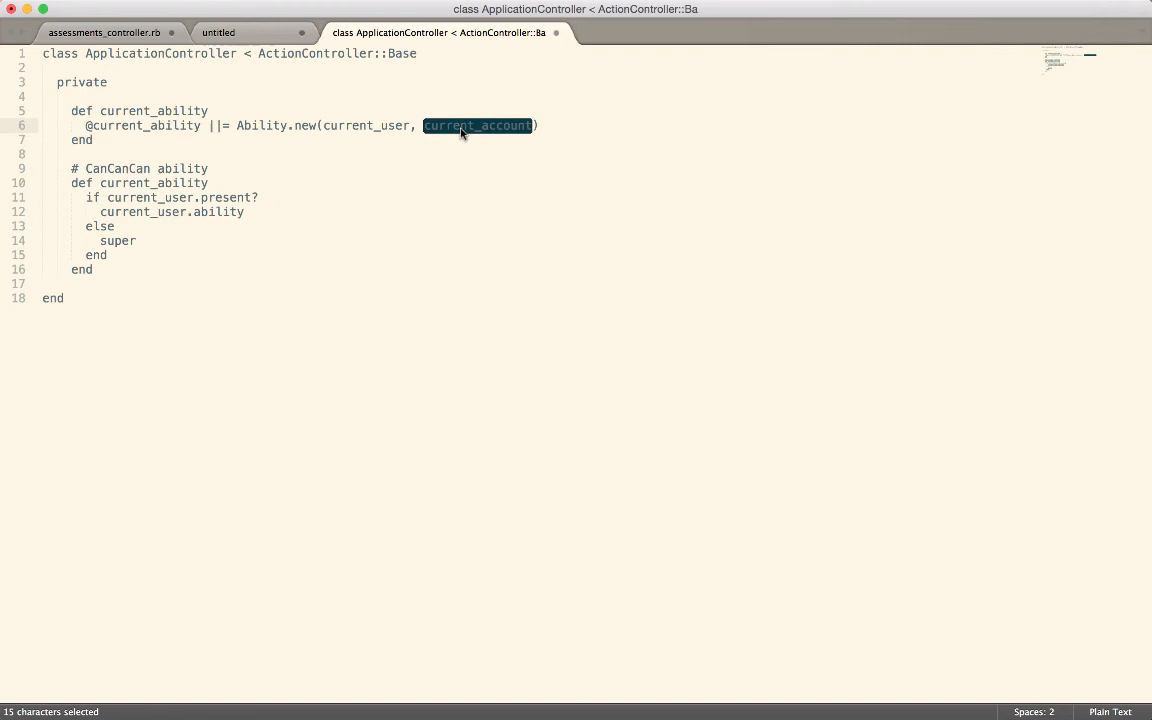 class ApplicationController < ActionController::Ba
assessments_controller.rb
untitled
class ApplicationController < ActionController::Ba
1 class ApplicationController < ActionController::Base
2
3 private
4
5 def current_ability
6 @current_ability ||= Ability.new(current_user, current_account)
7 end
8
9 # CanCanCan ability
10 def current_ability
11 if current_user.present?
12 current_user.ability
13 else
14 super
15 end
16 end
17
18 end
15 characters selected
Spaces: 2
Plain Text